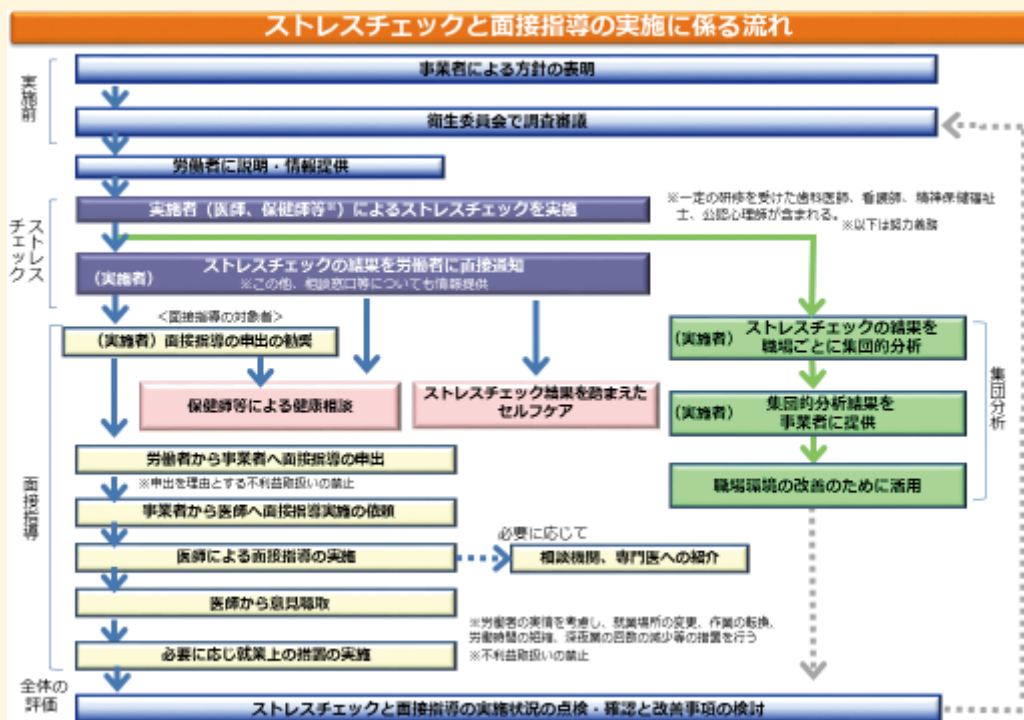 ストレスチェックと面接指導の実施に係る流れ
実施前
事業者による方針の表明
衛生委員会で調査審議
労働者に説明・情報提供
ストレスチェック
実施者（医師、保健師等※）によるストレスチェックを実施
※一定の研修を受けた歯科医師、看護師、精神保健福祉
士、公認心理師が含まれる。
※以下は努力義務
ストレスチェックの結果を労働者に直接通知
（実施者）
※この他、相談窓口等についても情報提供
＜面接指導の対象者＞
（実施者）面接指導の申出の勧奨
（実施者）
ストレスチェックの結果を
職場ごとに集団的分析
集団分析
保健師等による健康相談
ストレスチェック結果を踏まえた
セルフケア
（実施者）
集団的分析結果を
事業者に提供
面接指導
労働者から事業者へ面接指導の申出
※申出を理由とする不利益取扱いの禁止
職場環境の改善のために活用
事業者から医師へ面接指導実施の依頼
必要に応じて
医師による面接指導の実施
相談機関、専門医への紹介
医師から意見聴取
※労働者の実情を考慮し、就業場所の変更、作業の転換、
労働時間の短縮、深夜業の回数の減少等の措置を行う
必要に応じ就業上の措置の実施
※不利益取扱いの禁止
全体の
評価
ストレスチェックと面接指導の実施状況の点検・確認と改善事項の検討